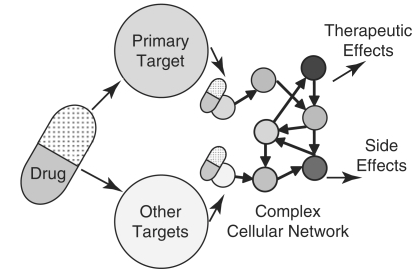 Therapeutic
Effects
Primary
Target
Drug
Side
Effects
Other
Targets
Complex
Cellular Network